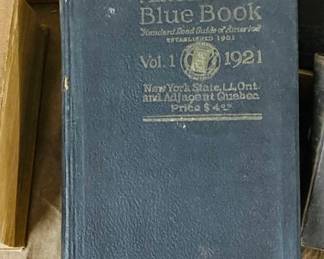 Blue Book
Standard Road Guide of America
ESTABLISHED 1901
Vol. 1 1921
New York State, L.I., Ont.
and Adjacent Quebec
Price $4